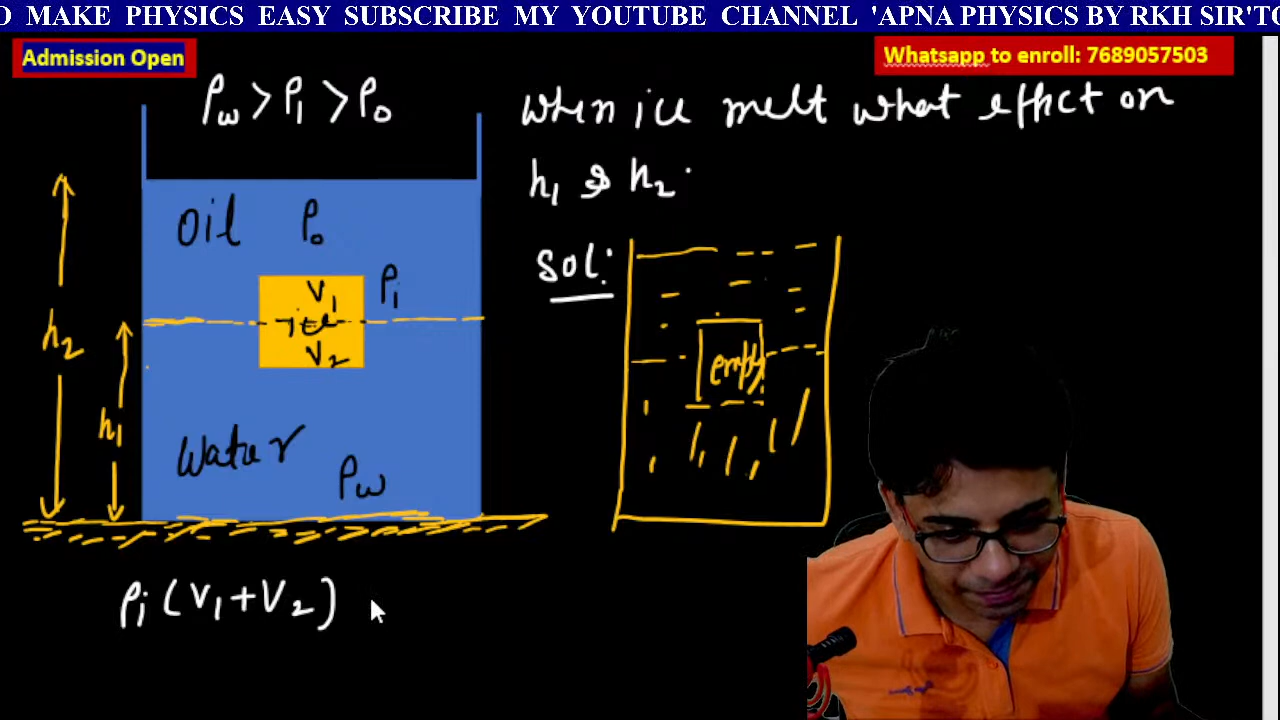 O MAKE PHYSICS EASY SUBSCRIBE MY YOUTUBE CHANNEL 'APNA PHYSICS BY RKH SIR'TO
Admission Open
Whatsapp to enroll: 7689057503
ρw > ρi > ρo
When ice melt what effect on
h1 & h2.
Oil ρo
Sol:
V1 ρi
ice
V2
empty
h2
h1
Water
ρw
ρi (V1+V2)